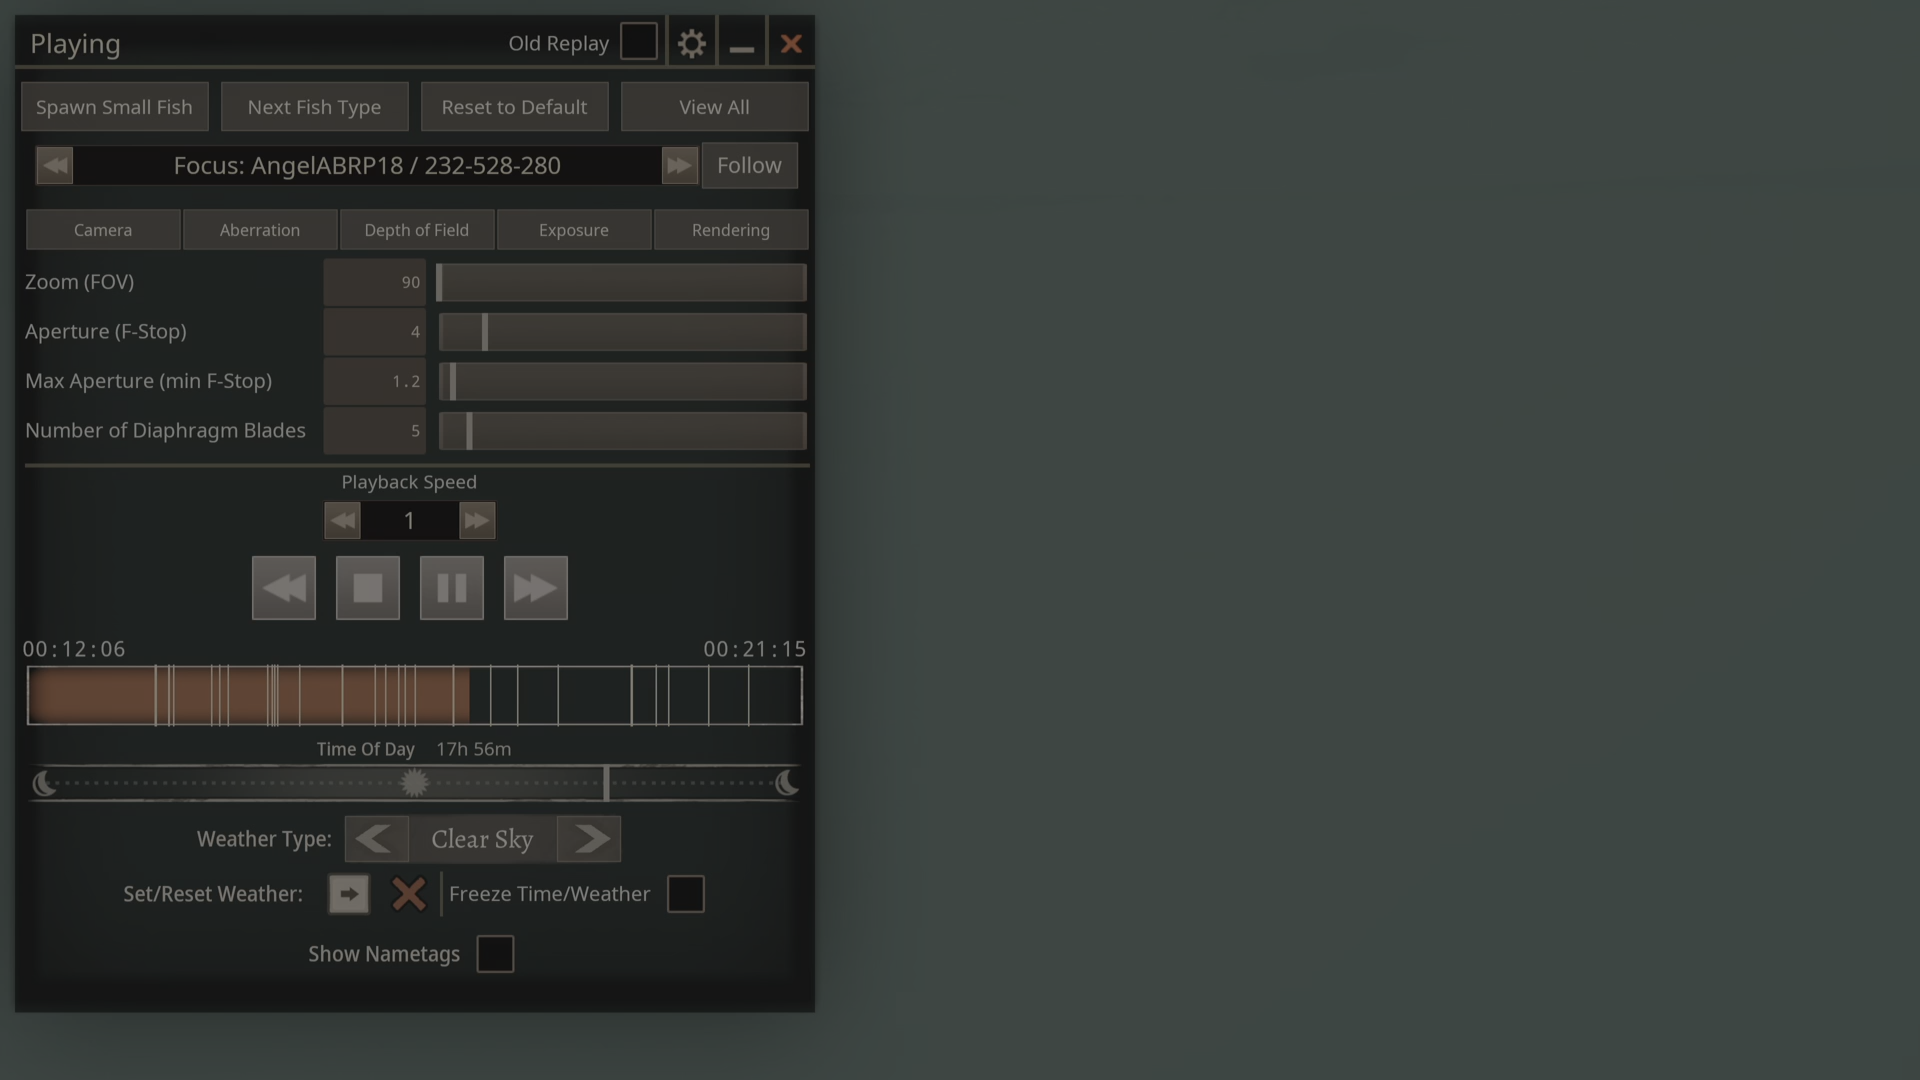 Playing
Old Replay
Spawn Small Fish
Next Fish Type
Reset to Default
View All
Focus: AngelABRP18 / 232-528-280
Follow
Camera
Aberration
Depth of Field
Exposure
Rendering
Zoom (FOV)
90
Aperture (F-Stop)
4
Max Aperture (min F-Stop)
1.2
Number of Diaphragm Blades
5
Playback Speed
1
00:12:06
00:21:15
Time Of Day 17h 56m
Weather Type:
Clear Sky
Set/Reset Weather:
Freeze Time/Weather
Show Nametags